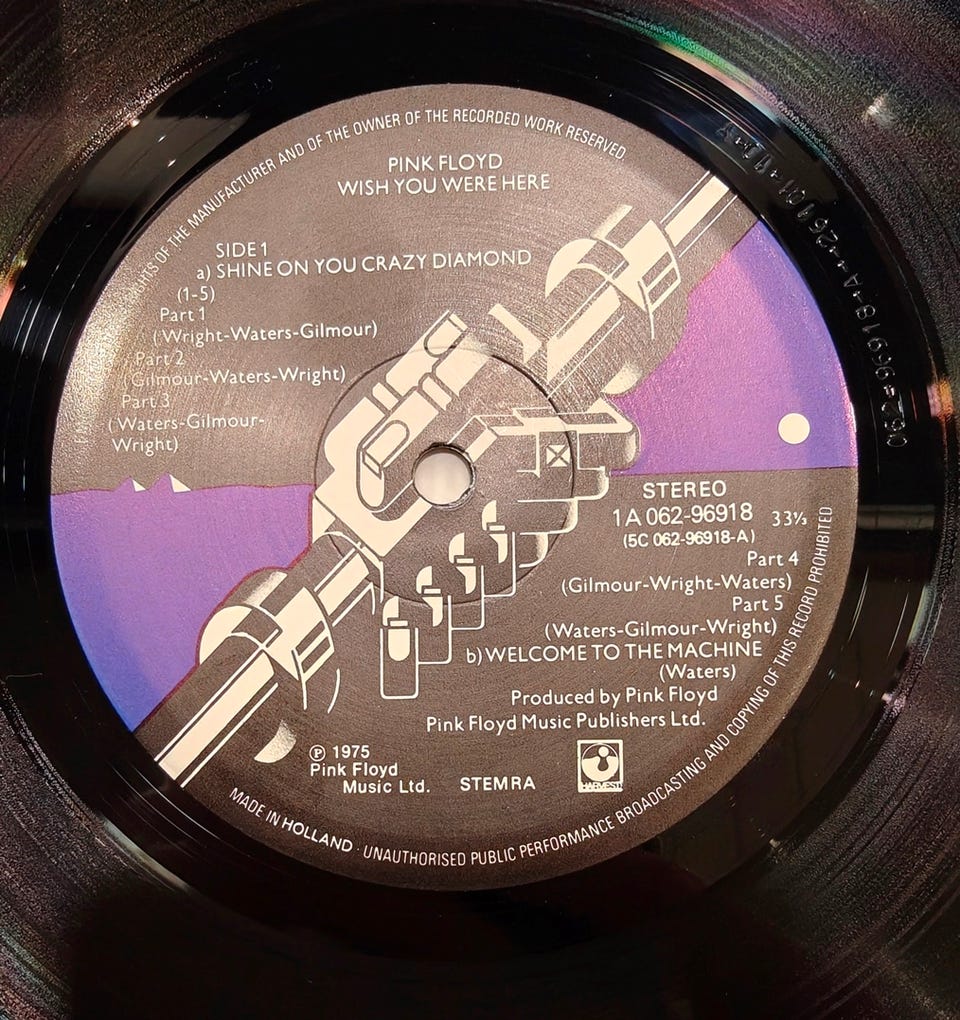 OF THE MANUFACTURER AND OF THE OWNER OF THE RECORDED WORK RESERVED
PINK FLOYD
WISH YOU WERE HERE
SIDE 1
a) SHINE ON YOU CRAZY DIAMOND
(1-5)
Part 1
(Wright-Waters-Gilmour)
Part 2
(Gilmour-Waters-Wright)
Part 3
(Waters-Gilmour-
Wright)
STEREO
1A 062-96918
33⅓
(5C 062-96918-A)
Part 4
(Gilmour-Wright-Waters)
Part 5
(Waters-Gilmour-Wright)
b) WELCOME TO THE MACHINE
(Waters)
Produced by Pink Floyd
Pink Floyd Music Publishers Ltd.
℗ 1975
Pink Floyd
Music Ltd.
STEMRA
HARVEST
MADE IN HOLLAND · UNAUTHORISED PUBLIC PERFORMANCE BROADCASTING AND COPYING OF THIS RECORD PROHIBITED